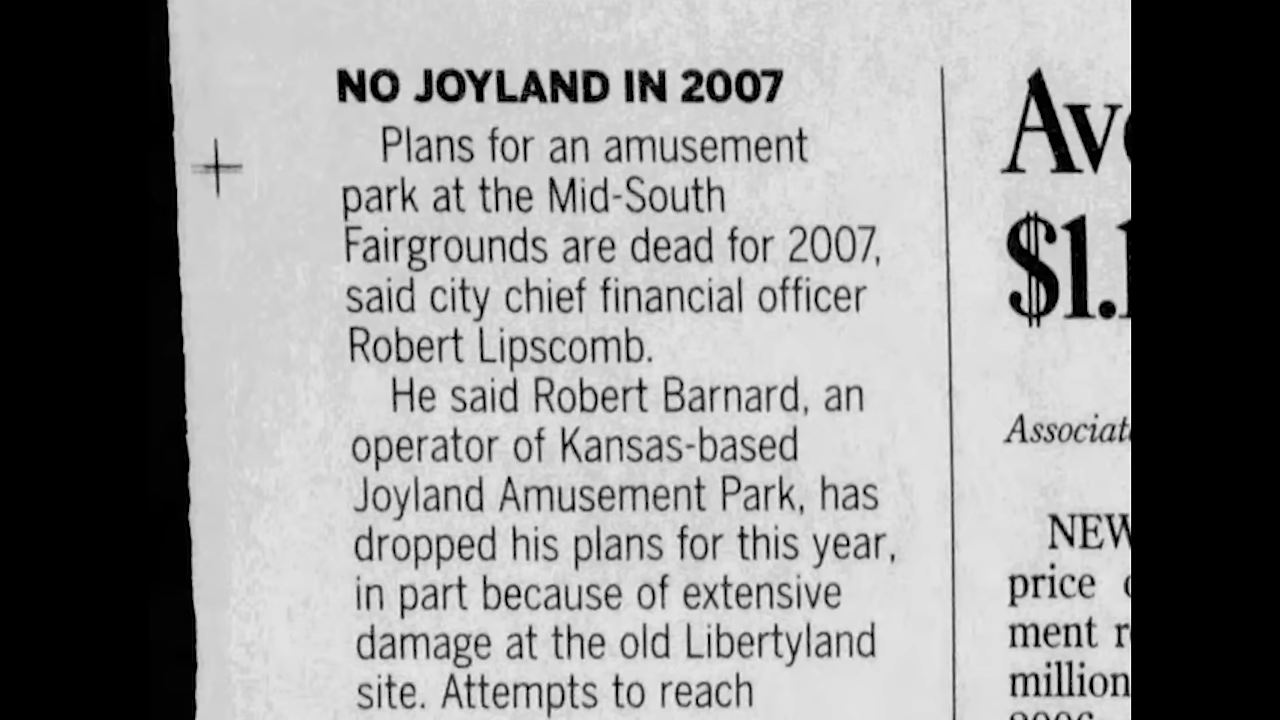 NO JOYLAND IN 2007
Plans for an amusement
park at the Mid-South
Fairgrounds are dead for 2007,
said city chief financial officer
Robert Lipscomb.
He said Robert Barnard, an
operator of Kansas-based
Joyland Amusement Park, has
dropped his plans for this year,
in part because of extensive
damage at the old Libertyland
site. Attempts to reach
$1.1
NEW
price
ment
million